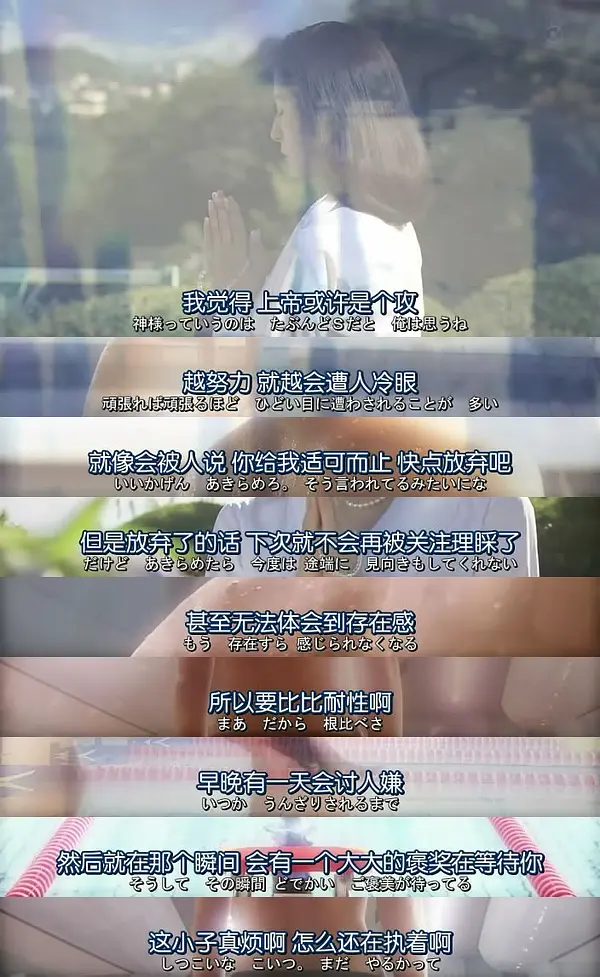 我觉得 上帝或许是个攻
神様っていうのは　たぶんどSだと　俺は思うね
越努力 就越会遭人冷眼
頑張れば頑張るほど　ひどい目に遭わされることが　多い
就像会被人说 你给我适可而止 快点放弃吧
いいかげん　あきらめろ。 そう言われてるみたいにな
但是放弃了的话 下次就不会再被关注理睬了
だけど　あきらめたら　今度は 途端に　見向きもしてくれない
甚至无法体会到存在感
もう　存在すら 感じられなくなる
所以要比比耐性啊
まあ　だから　根比べさ
早晚有一天会讨人嫌
いつか　うんざりされるまで
然后就在那个瞬间 会有一个大大的褒奖在等待你
そうして　その瞬間 どでかい　ご褒美が待ってる
这小子真烦啊 怎么还在执着啊
しつこいな　こいつ。 まだ　やるかって